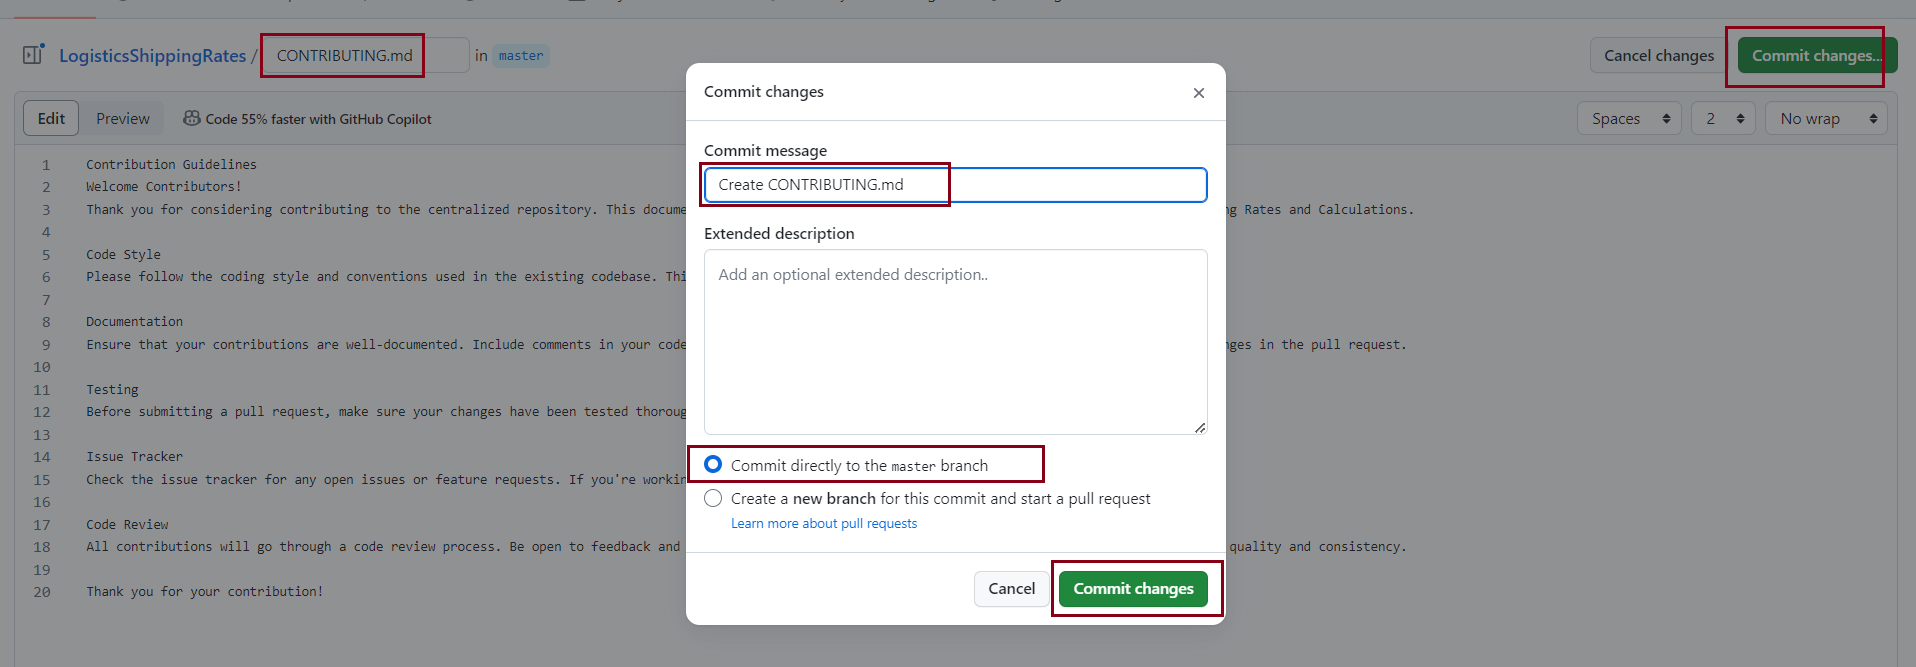 LogisticsShippingRates / CONTRIBUTING.md in master Cancel changes Commit changes...
Edit Preview Code 55% faster with GitHub Copilot Spaces 2 No wrap
1 Contribution Guidelines
2 Welcome Contributors!
3 Thank you for considering contributing to the centralized repository. This docume
ng Rates and Calculations.
4
5 Code Style
6 Please follow the coding style and conventions used in the existing codebase. Thi
7
8 Documentation
9 Ensure that your contributions are well-documented. Include comments in your code
nges in the pull request.
10
11 Testing
12 Before submitting a pull request, make sure your changes have been tested thoroug
13
14 Issue Tracker
15 Check the issue tracker for any open issues or feature requests. If you're workin
16
17 Code Review
18 All contributions will go through a code review process. Be open to feedback and
quality and consistency.
19
20 Thank you for your contribution!
Commit changes
Commit message
Create CONTRIBUTING.md
Extended description
Add an optional extended description..
Commit directly to the master branch
Create a new branch for this commit and start a pull request
Learn more about pull requests
Cancel Commit changes